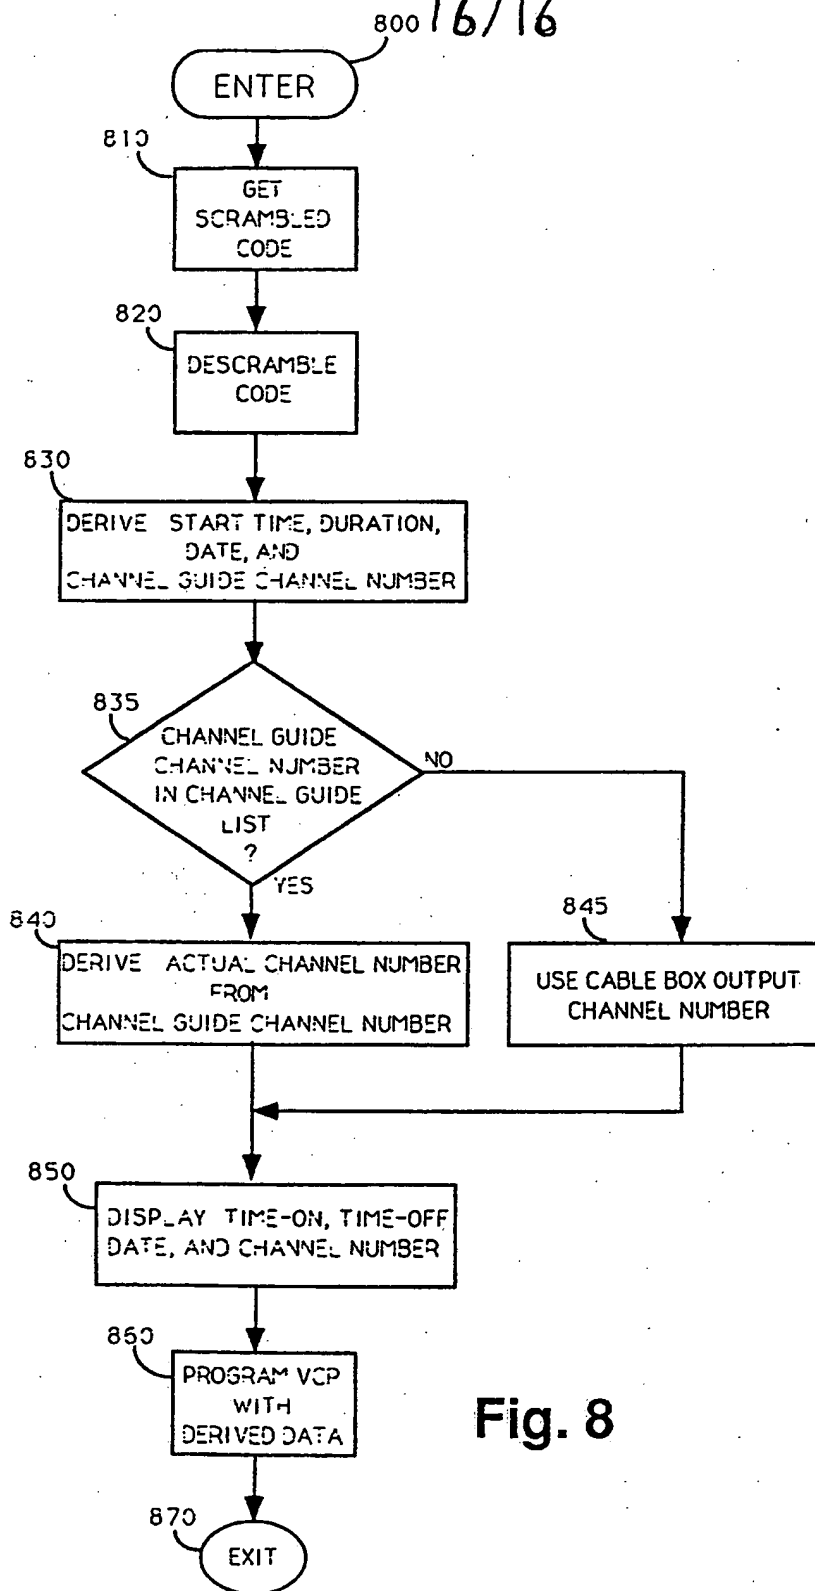 16/16
800
ENTER
810
GET
SCRAMBLED
CODE
820
DESCRAMBLE
CODE
830
DERIVE START TIME, DURATION,
DATE, AND
CHANNEL GUIDE CHANNEL NUMBER
835
CHANNEL GUIDE
CHANNEL NUMBER
IN CHANNEL GUIDE
LIST
?
NO
YES
840
DERIVE ACTUAL CHANNEL NUMBER
FROM
CHANNEL GUIDE CHANNEL NUMBER
845
USE CABLE BOX OUTPUT
CHANNEL NUMBER
850
DISPLAY TIME-ON, TIME-OFF
DATE, AND CHANNEL NUMBER
860
PROGRAM VCP
WITH
DERIVED DATA
Fig. 8
870
EXIT